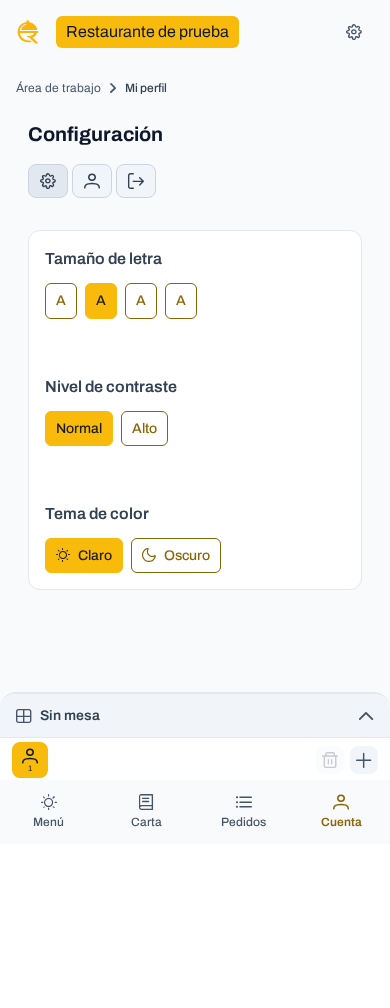 Restaurante de prueba
Área de trabajo > Mi perfil
Configuración
Tamaño de letra
A A A A
Nivel de contraste
Normal Alto
Tema de color
Claro Oscuro
Sin mesa
1
Menú Carta Pedidos Cuenta